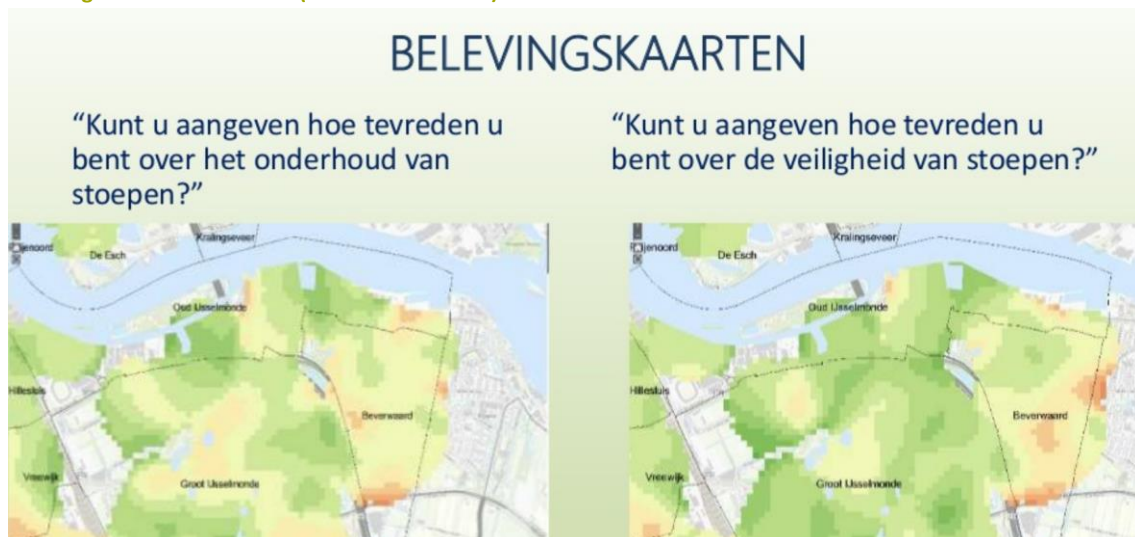 BELEVINGSKAARTEN
“Kunt u aangeven hoe tevreden u
bent over het onderhoud van
stoepen?”
“Kunt u aangeven hoe tevreden u
bent over de veiligheid van stoepen?”
Kralingseveer
De Esch
Oud IJsselmonde
Hillesluis
Beverwaard
Vreewijk
Groot IJsselmonde
Kralingseveer
De Esch
Oud IJsselmonde
Hillesluis
Beverwaard
Vreewijk
Groot IJsselmonde